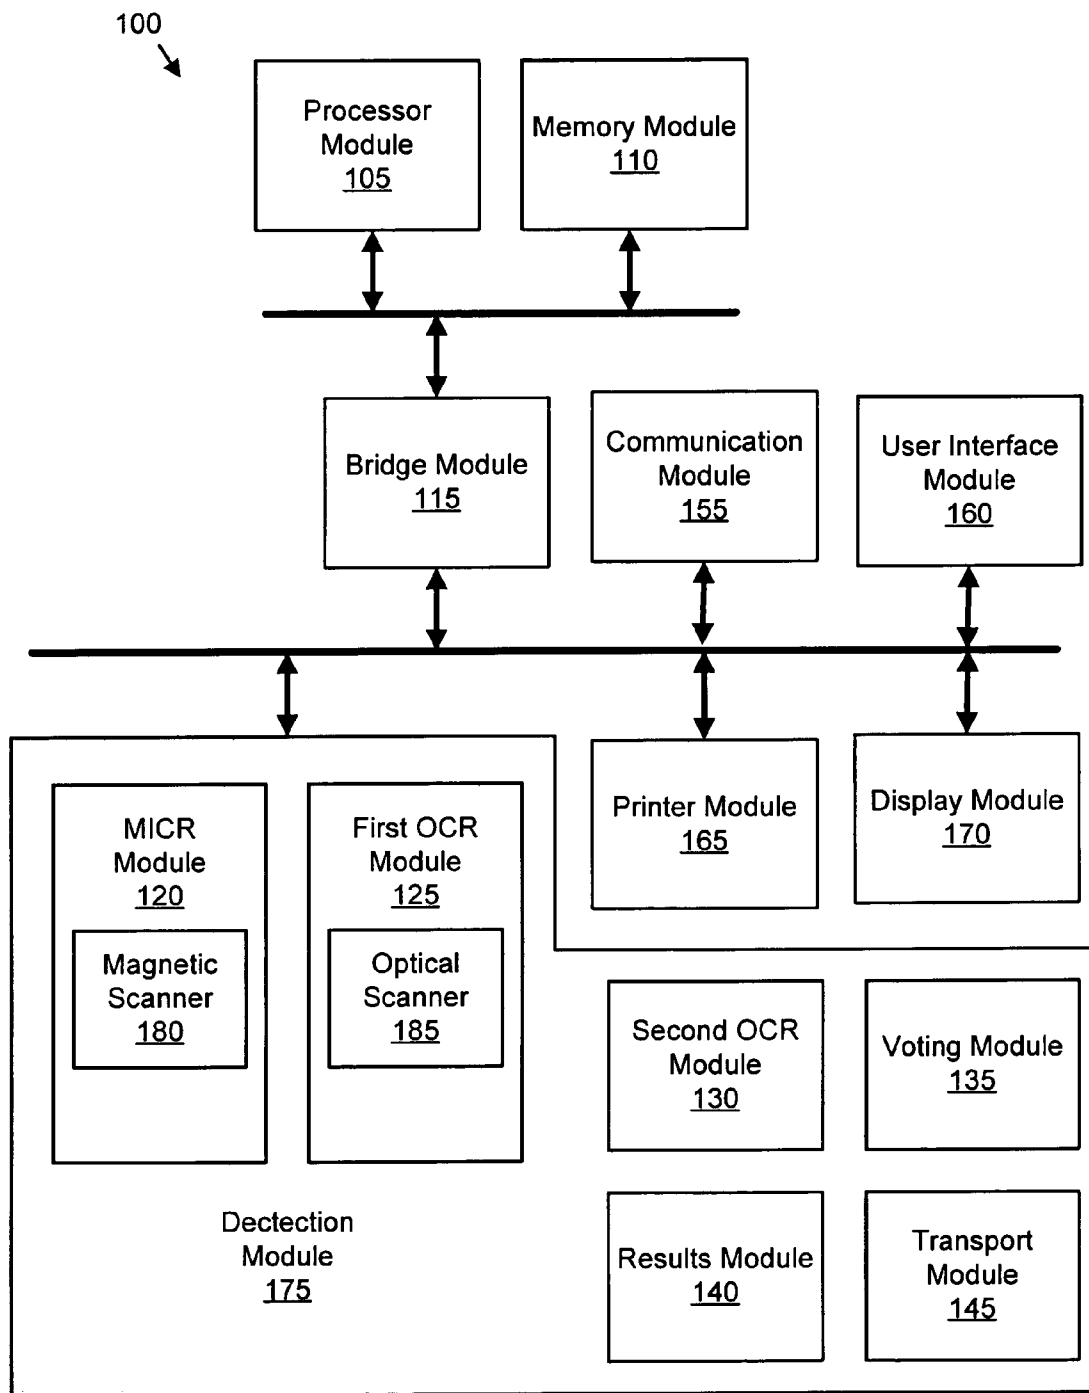 100
Processor
Module
105
Memory Module
110
Bridge Module
115
Communication
Module
155
User Interface
Module
160
MICR
Module
120
Magnetic
Scanner
180
First OCR
Module
125
Optical
Scanner
185
Printer Module
165
Display Module
170
Second OCR
Module
130
Voting Module
135
Dectection
Module
175
Results Module
140
Transport
Module
145